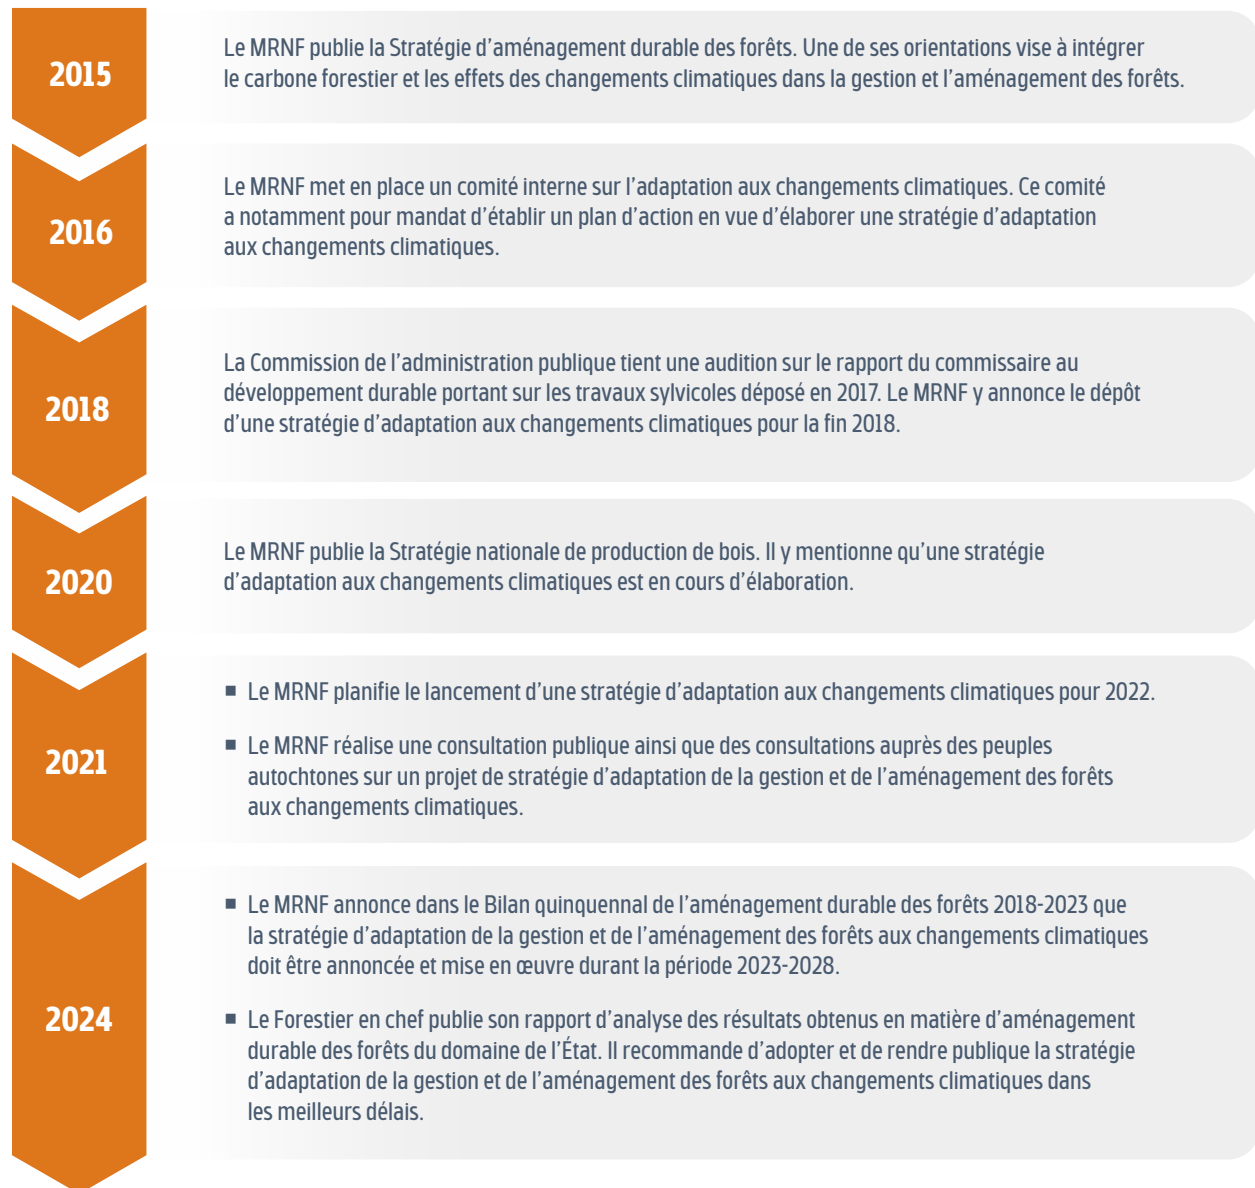 2015
Le MRNF publie la Stratégie d’aménagement durable des forêts. Une de ses orientations vise à intégrer
le carbone forestier et les effets des changements climatiques dans la gestion et l’aménagement des forêts.
2016
Le MRNF met en place un comité interne sur l’adaptation aux changements climatiques. Ce comité
a notamment pour mandat d’établir un plan d’action en vue d’élaborer une stratégie d’adaptation
aux changements climatiques.
2018
La Commission de l’administration publique tient une audition sur le rapport du commissaire au
développement durable portant sur les travaux sylvicoles déposé en 2017. Le MRNF y annonce le dépôt
d’une stratégie d’adaptation aux changements climatiques pour la fin 2018.
2020
Le MRNF publie la Stratégie nationale de production de bois. Il y mentionne qu’une stratégie
d’adaptation aux changements climatiques est en cours d’élaboration.
2021
■ Le MRNF planifie le lancement d’une stratégie d’adaptation aux changements climatiques pour 2022.
■ Le MRNF réalise une consultation publique ainsi que des consultations auprès des peuples
autochtones sur un projet de stratégie d’adaptation de la gestion et de l’aménagement des forêts
aux changements climatiques.
2024
■ Le MRNF annonce dans le Bilan quinquennal de l’aménagement durable des forêts 2018-2023 que
la stratégie d’adaptation de la gestion et de l’aménagement des forêts aux changements climatiques
doit être annoncée et mise en œuvre durant la période 2023-2028.
■ Le Forestier en chef publie son rapport d’analyse des résultats obtenus en matière d’aménagement
durable des forêts du domaine de l’État. Il recommande d’adopter et de rendre publique la stratégie
d’adaptation de la gestion et de l’aménagement des forêts aux changements climatiques dans
les meilleurs délais.